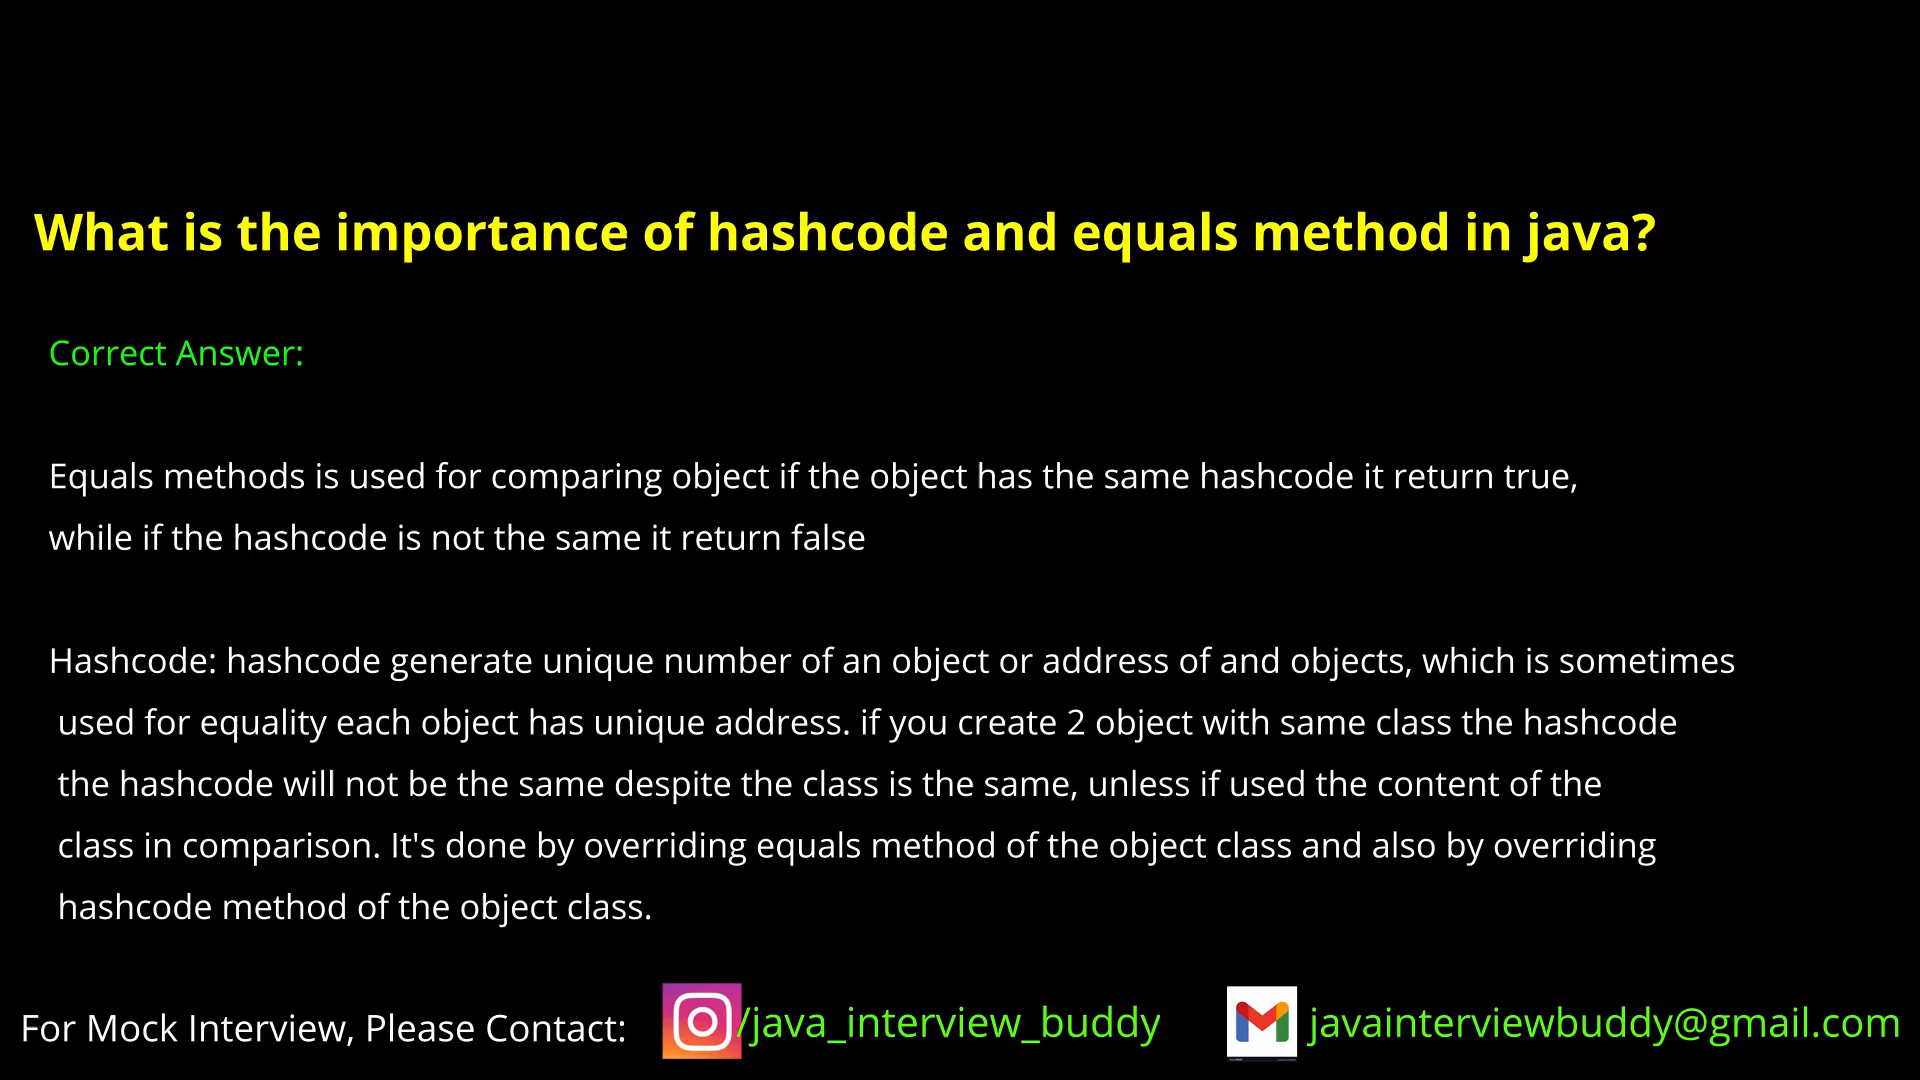 What is the importance of hashcode and equals method in java?
Correct Answer:
Equals methods is used for comparing object if the object has the same hashcode it return true,
while if the hashcode is not the same it return false
Hashcode: hashcode generate unique number of an object or address of and objects, which is sometimes
used for equality each object has unique address. if you create 2 object with same class the hashcode
the hashcode will not be the same despite the class is the same, unless if used the content of the
class in comparison. It's done by overriding equals method of the object class and also by overriding
hashcode method of the object class.
For Mock Interview, Please Contact: /java_interview_buddy javainterviewbuddy@gmail.com